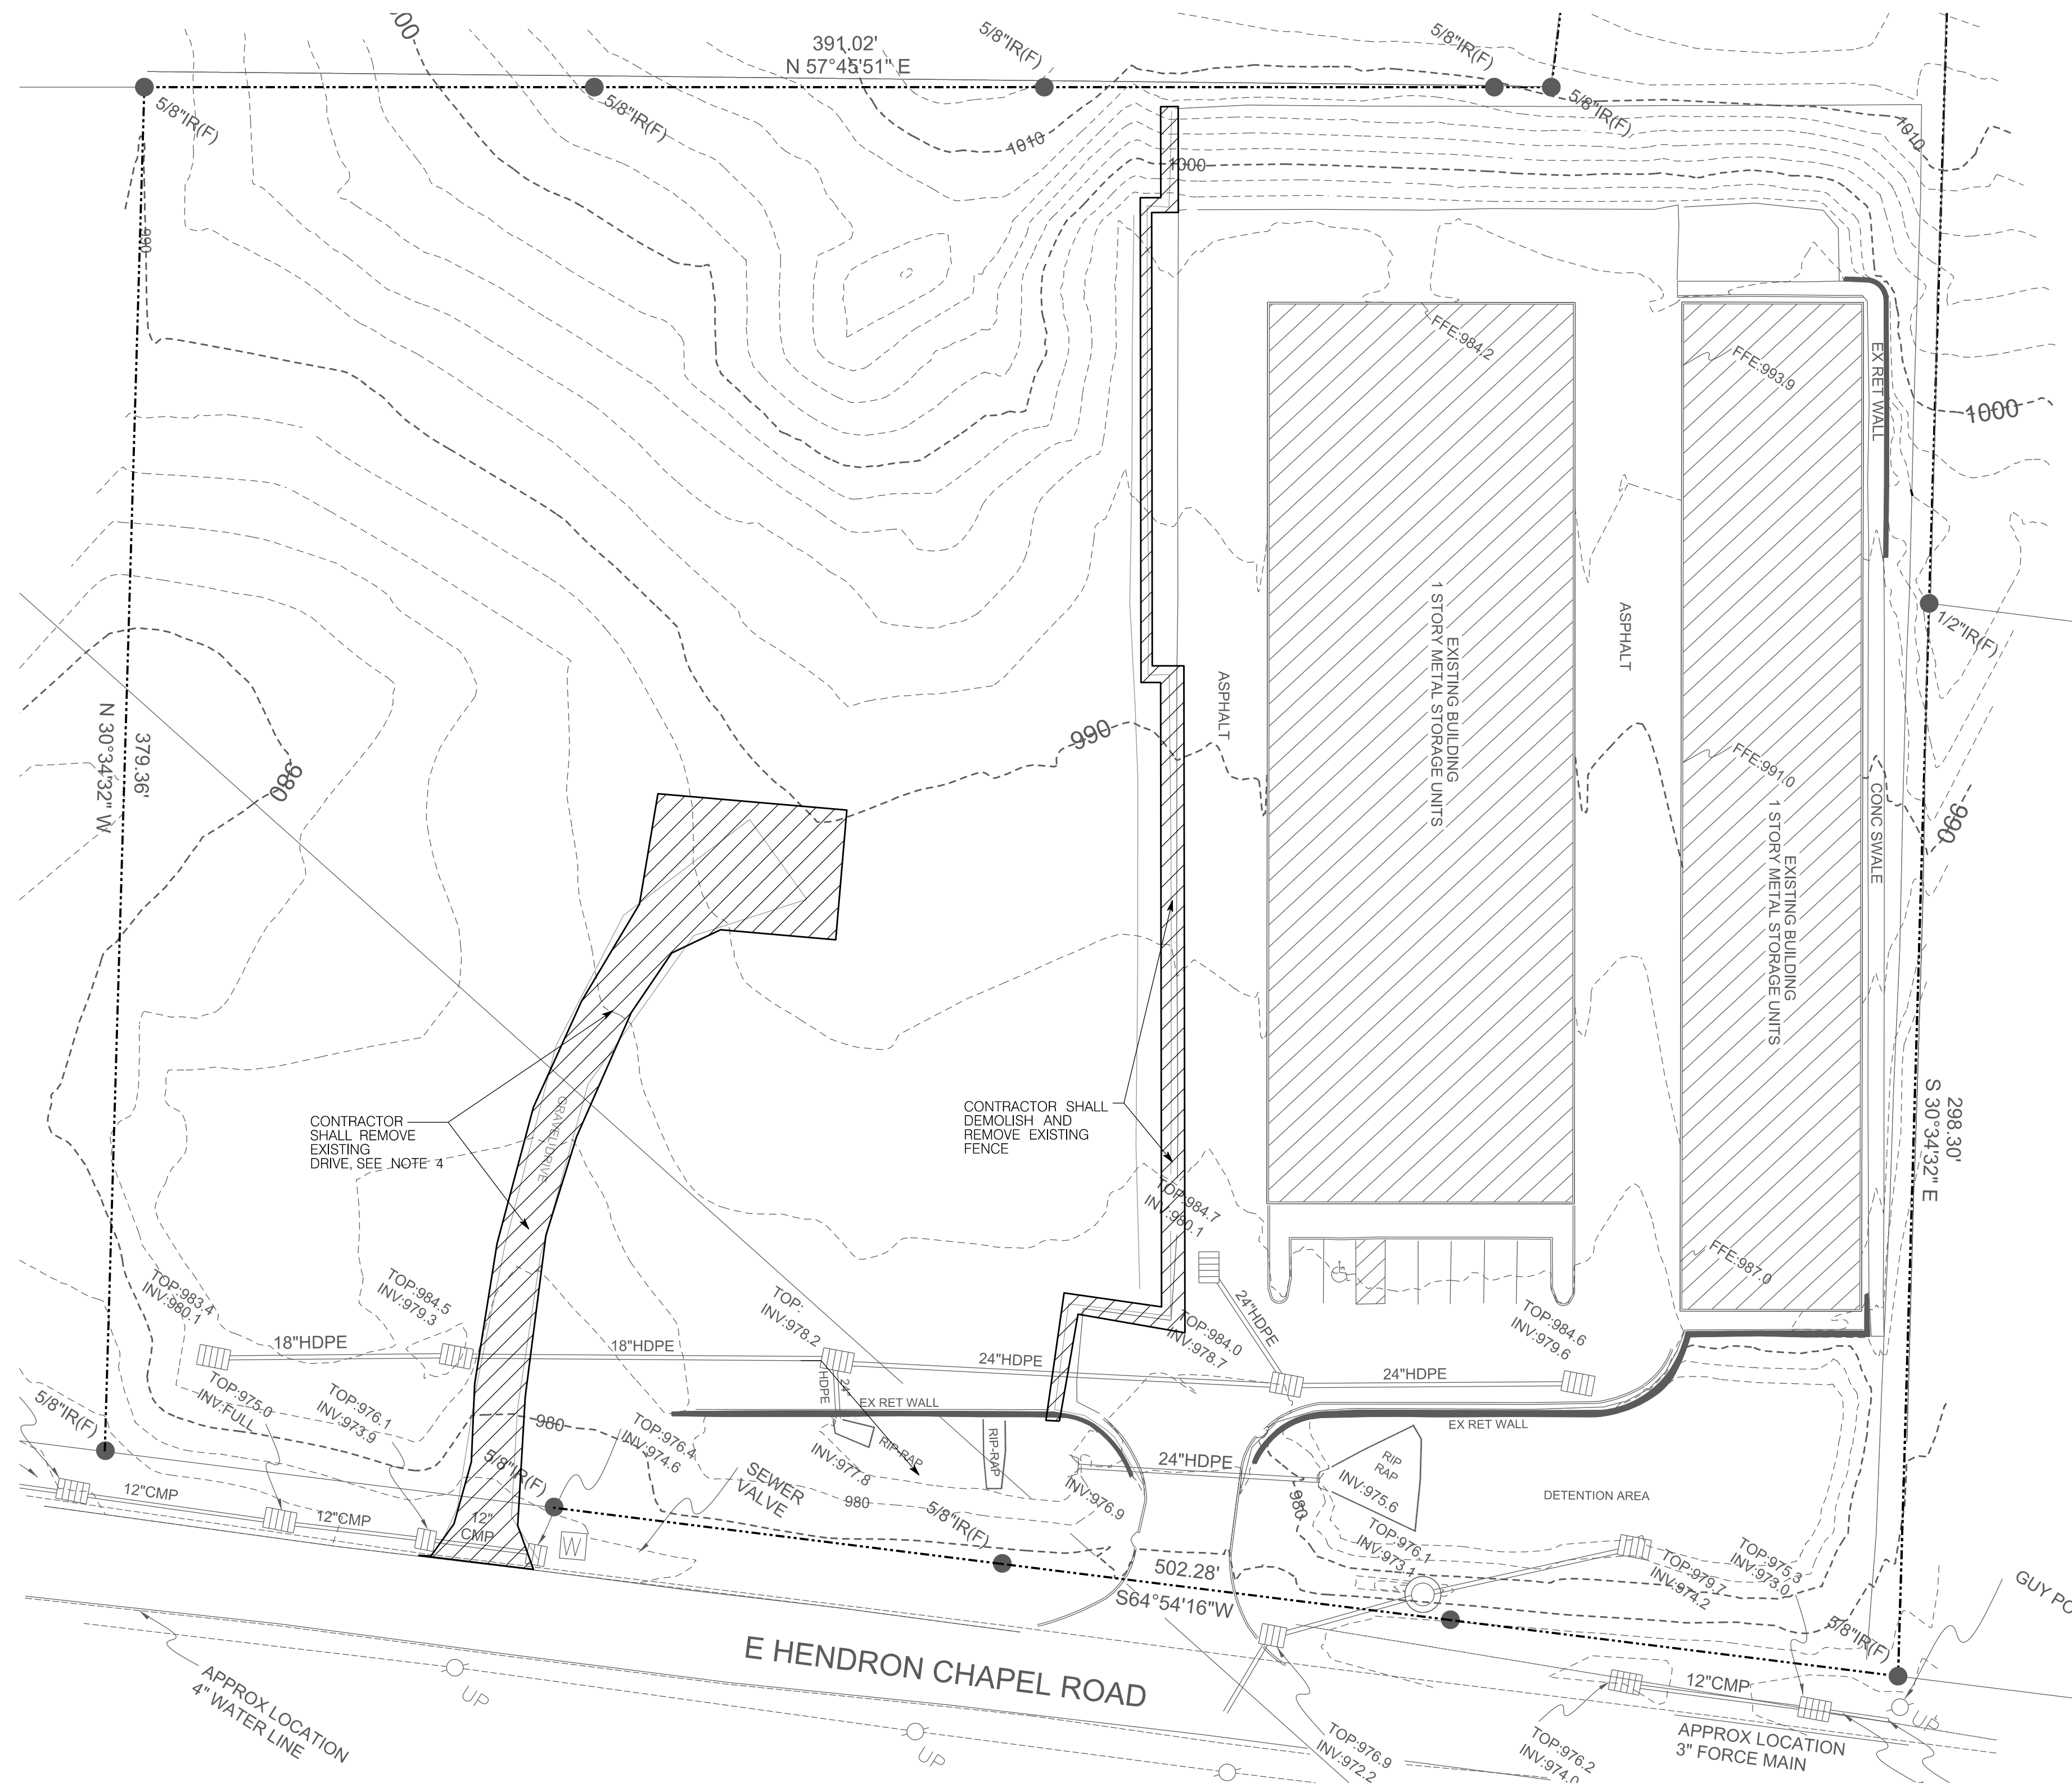 00
391.02'
N 57°45'51" E
5/8"IR(F)
5/8"IR(F)
5/8"IR(F)
5/8"IR(F)
5/8"IR(F)
1010
1010
1000
990
FFE:984.2
FFE:993.9
EX RET WALL
1000
EXISTING BUILDING
1 STORY METAL STORAGE UNITS
ASPHALT
1/2"IR(F)
ASPHALT
N 30°34'32" W
379.36'
980
990
FFE:991.0
EXISTING BUILDING
1 STORY METAL STORAGE UNITS
CONC SWALE
990
CONTRACTOR
SHALL REMOVE
EXISTING
DRIVE, SEE NOTE 4
GRAVEL DRIVE
CONTRACTOR SHALL
DEMOLISH AND
REMOVE EXISTING
FENCE
298.30'
S 30°34'32" E
TOP:984.7
INV:980.1
FFE:987.0
TOP:983.4
INV:980.1
TOP:984.5
INV:979.3
TOP:
INV:978.2
24"HDPE
TOP:984.0
INV:978.7
TOP:984.6
INV:979.6
18"HDPE
18"HDPE
24"HDPE
24"HDPE
24"
HDPE
EX RET WALL
EX RET WALL
5/8"IR(F)
TOP:975.0
INV:FULL
TOP:976.1
INV:973.9
980
TOP:976.4
INV:974.6
5/8"IR(F)
SEWER
VALVE
INV:977.8
RIP-RAP
RIP-RAP
980
5/8"IR(F)
INV:976.9
24"HDPE
RIP
RAP
INV:975.6
980
DETENTION AREA
12"CMP
12"CMP
12"
CMP
W
502.28'
S64°54'16"W
TOP:976.1
INV:973.1
TOP:979.7
INV:974.2
TOP:975.3
INV:973.0
5/8"IR(F)
GUY PO
E HENDRON CHAPEL ROAD
APPROX LOCATION
4" WATER LINE
UP
UP
UP
12"CMP
APPROX LOCATION
3" FORCE MAIN
TOP:976.9
INV:972.2
TOP:976.2
INV:974.0